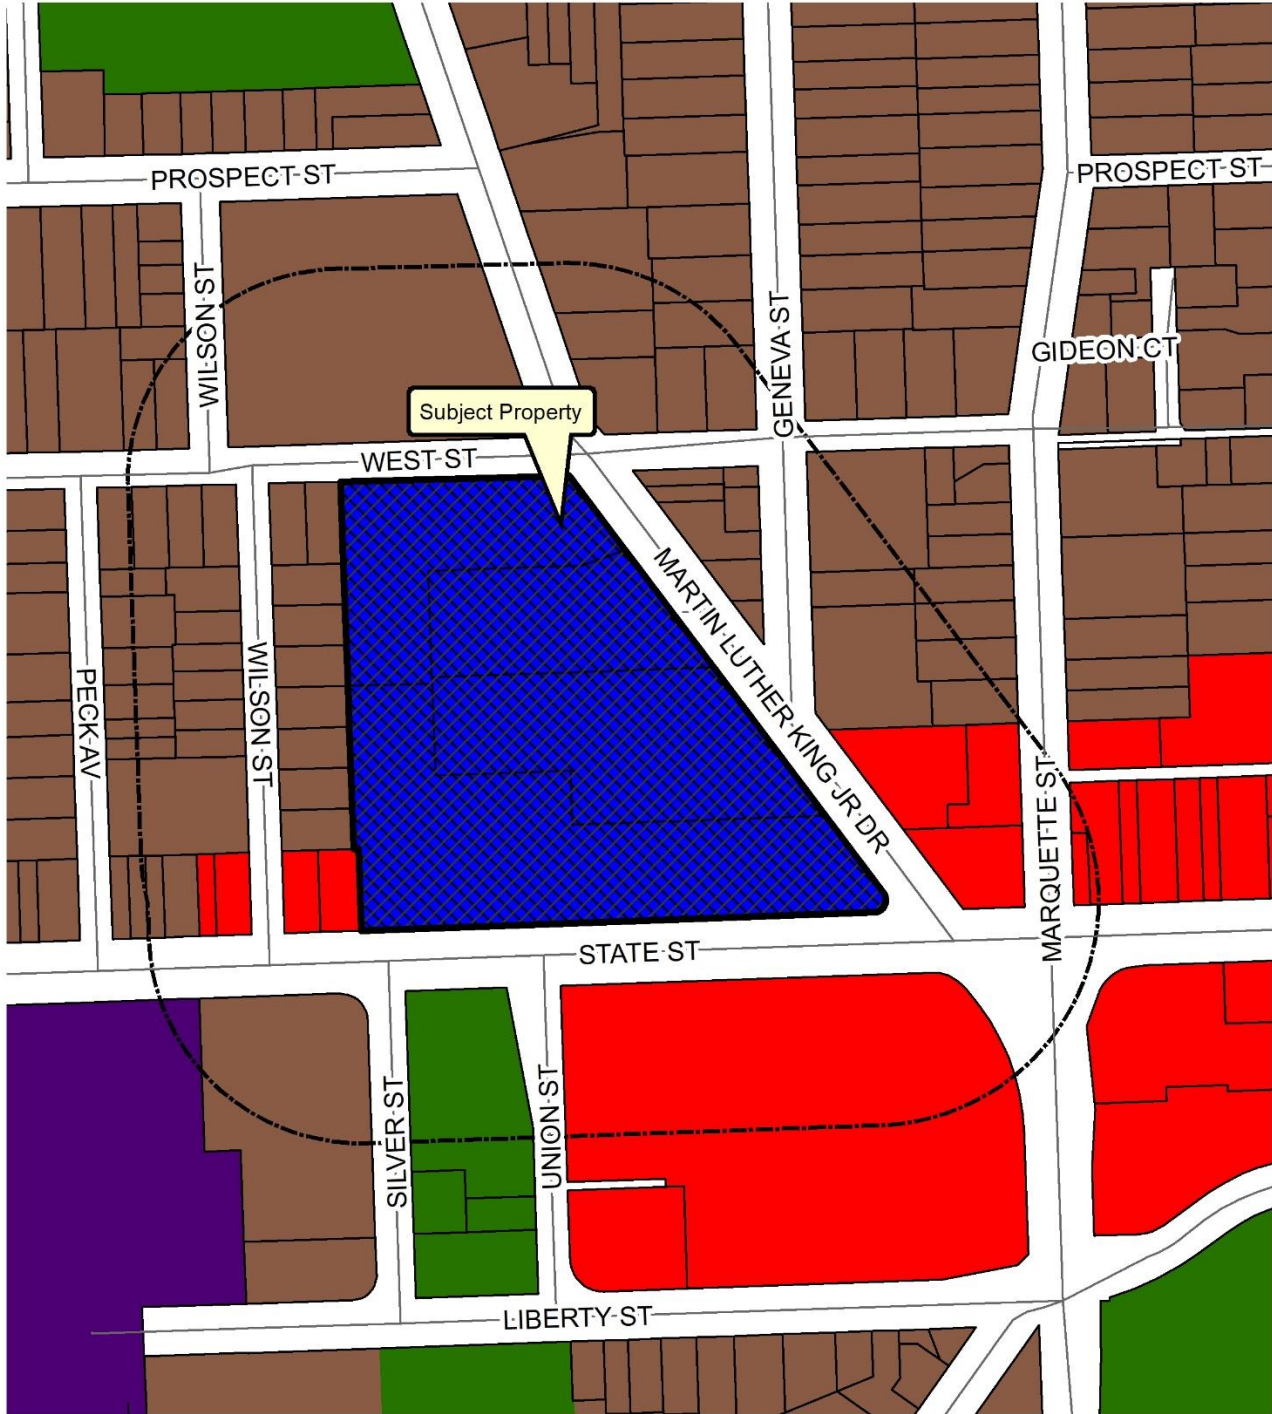 PROSPECT ST
PROSPECT ST
WILSON ST
GENEVA ST
GIDEON CT
Subject Property
WEST ST
MARTIN LUTHER KING JR DR
PECK AV
WILSON ST
MARQUETTE ST
STATE ST
SILVER ST
UNION ST
LIBERTY ST